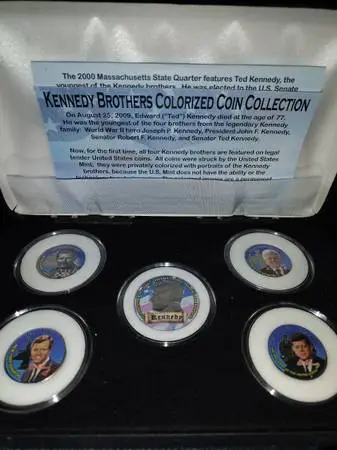 The 2000 Massachusetts State Quarter features Ted Kennedy, the
youngest of the Kennedy brothers. He was elected to the U.S. Senate
KENNEDY BROTHERS COLORIZED COIN COLLECTION
On August 25, 2009, Edward ("Ted") Kennedy died at the age of 77.
He was the youngest of the four brothers from the legendary Kennedy
family: World War II hero Joseph P. Kennedy, President John F. Kennedy,
Senator Robert F. Kennedy, and Senator Ted Kennedy.
Now, for the first time, all four Kennedy brothers are featured on legal
tender United States coins. All coins were struck by the United States
Mint; they were privately colorized with portraits of the Kennedy
brothers, because the U.S. Mint does not have the ability or the
Kennedy